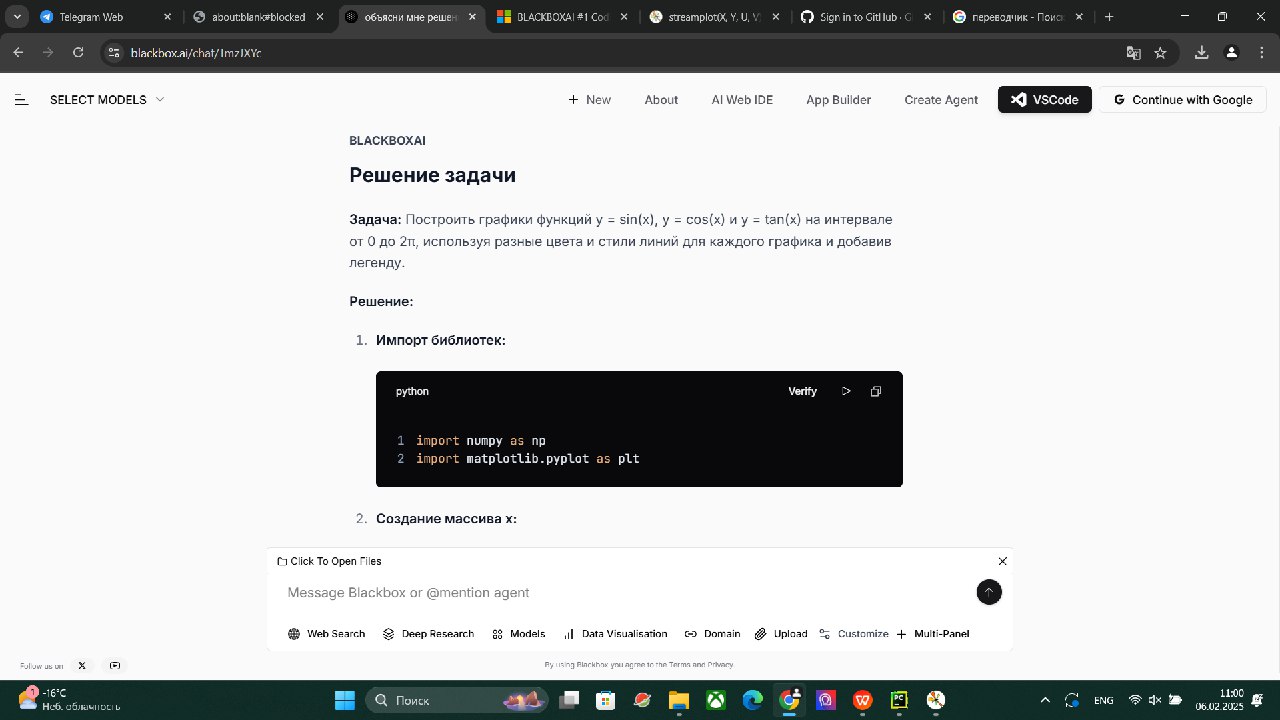 Telegram Web
about:blank#blocked
объясни мне решен
BLACKBOXAI #1 Cod
streamplot(X, Y, U, V
Sign in to GitHub · G
переводчик - Поиск
blackbox.ai/chat/1mzJXYc
SELECT MODELS
New
About
AI Web IDE
App Builder
Create Agent
VSCode
Continue with Google
BLACKBOXAI
Решение задачи
Задача: Построить графики функций y = sin(x), y = cos(x) и y = tan(x) на интервале
от 0 до 2π, используя разные цвета и стили линий для каждого графика и добавив
легенду.
Решение:
1. Импорт библиотек:
python
Verify
1 import numpy as np
2 import matplotlib.pyplot as plt
2. Создание массива x:
Click To Open Files
Message Blackbox or @mention agent
Web Search
Deep Research
Models
Data Visualisation
Domain
Upload
Customize
Multi-Panel
Follow us on
By using Blackbox you agree to the Terms and Privacy
1
-16°C
Неб. облачность
Поиск
PC
ENG
11:00
06.02.2025